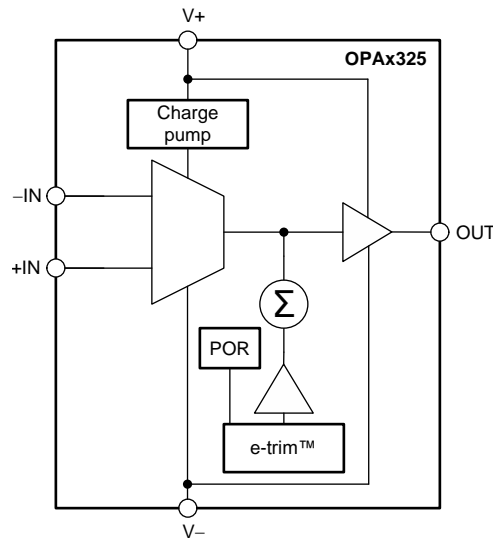 V+
OPAx325
Charge
pump
−IN
+IN
OUT
Σ
POR
e-trim™
V−